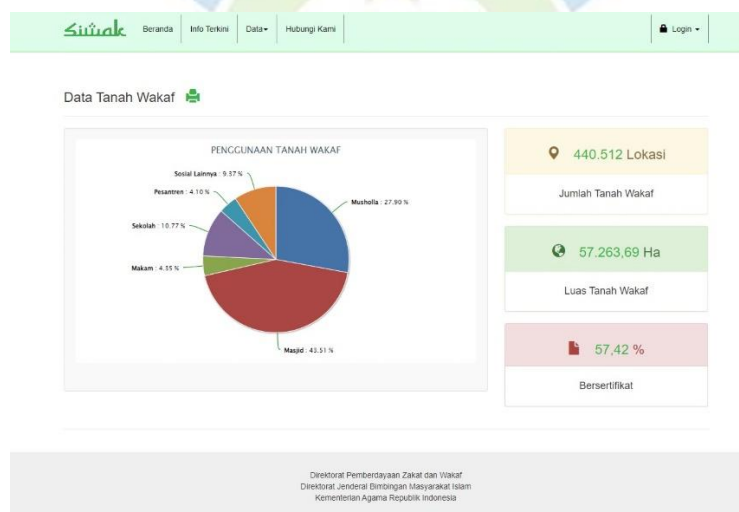 Siwak
Beranda
Info Terkini
Data
Hubungi Kami
Login
Data Tanah Wakaf
PENGGUNAAN TANAH WAKAF
Sosial Lainnya : 9.37 %
Pesantren : 4.10 %
Musholla : 27.90 %
Sekolah : 10.77 %
Makam : 4.35 %
Masjid : 43.51 %
440.512 Lokasi
Jumlah Tanah Wakaf
57.263,69 Ha
Luas Tanah Wakaf
57,42 %
Bersertifikat
Direktorat Pemberdayaan Zakat dan Wakaf
Direktorat Jenderal Bimbingan Masyarakat Islam
Kementerian Agama Republik Indonesia